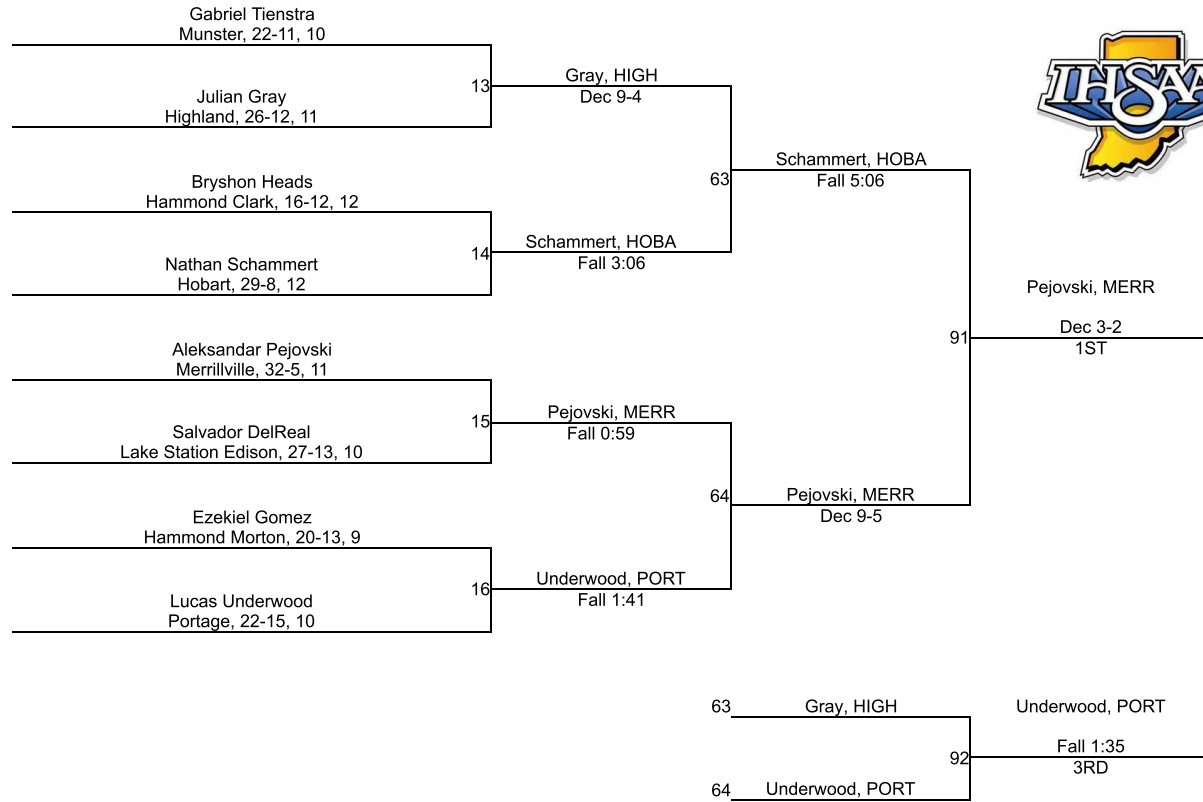 Gabriel Tienstra
Munster, 22-11, 10
13
Gray, HIGH
Dec 9-4
Julian Gray
Highland, 26-12, 11
IHSAA
63
Schammert, HOBA
Fall 5:06
Bryshon Heads
Hammond Clark, 16-12, 12
14
Schammert, HOBA
Fall 3:06
Nathan Schammert
Hobart, 29-8, 12
91
Pejovski, MERR
Dec 3-2
1ST
Aleksandar Pejovski
Merrillville, 32-5, 11
15
Pejovski, MERR
Fall 0:59
Salvador DelReal
Lake Station Edison, 27-13, 10
64
Pejovski, MERR
Dec 9-5
Ezekiel Gomez
Hammond Morton, 20-13, 9
16
Underwood, PORT
Fall 1:41
Lucas Underwood
Portage, 22-15, 10
63
Gray, HIGH
92
Underwood, PORT
Fall 1:35
3RD
64
Underwood, PORT